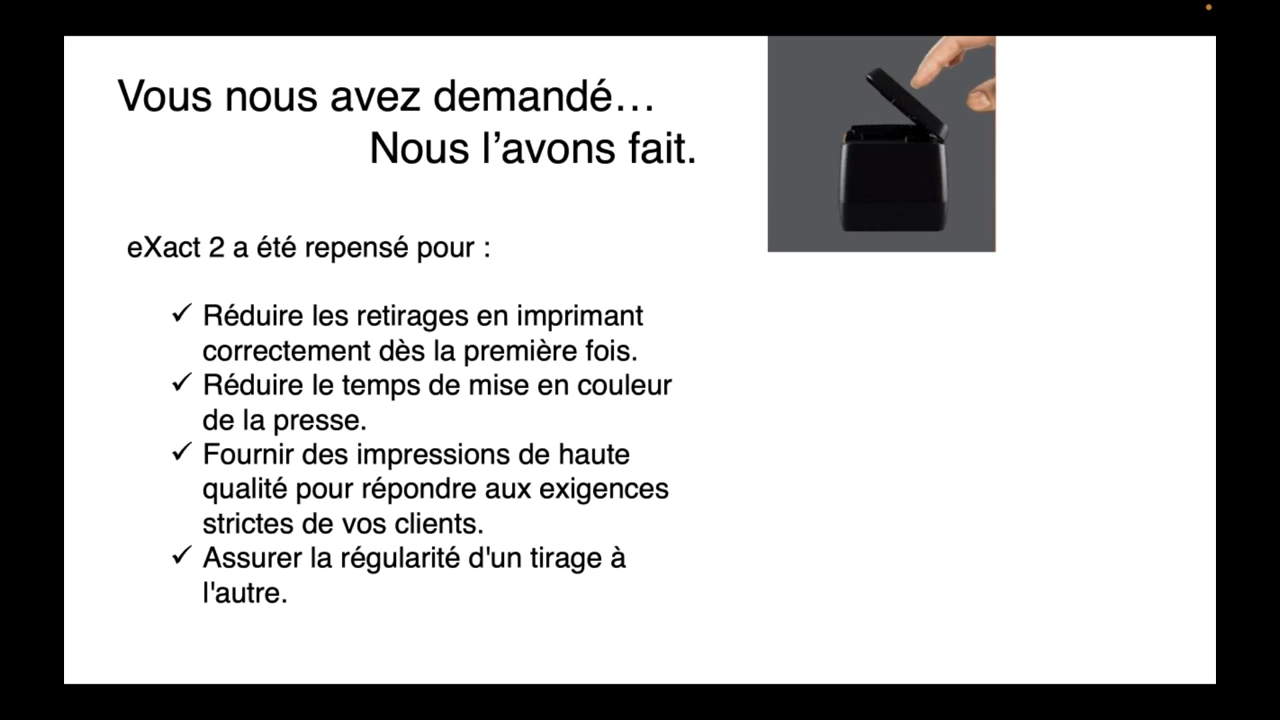 Vous nous avez demandé…
Nous l’avons fait.
eXact 2 a été repensé pour :
✓ Réduire les retirages en imprimant
correctement dès la première fois.
✓ Réduire le temps de mise en couleur
de la presse.
✓ Fournir des impressions de haute
qualité pour répondre aux exigences
strictes de vos clients.
✓ Assurer la régularité d'un tirage à
l'autre.